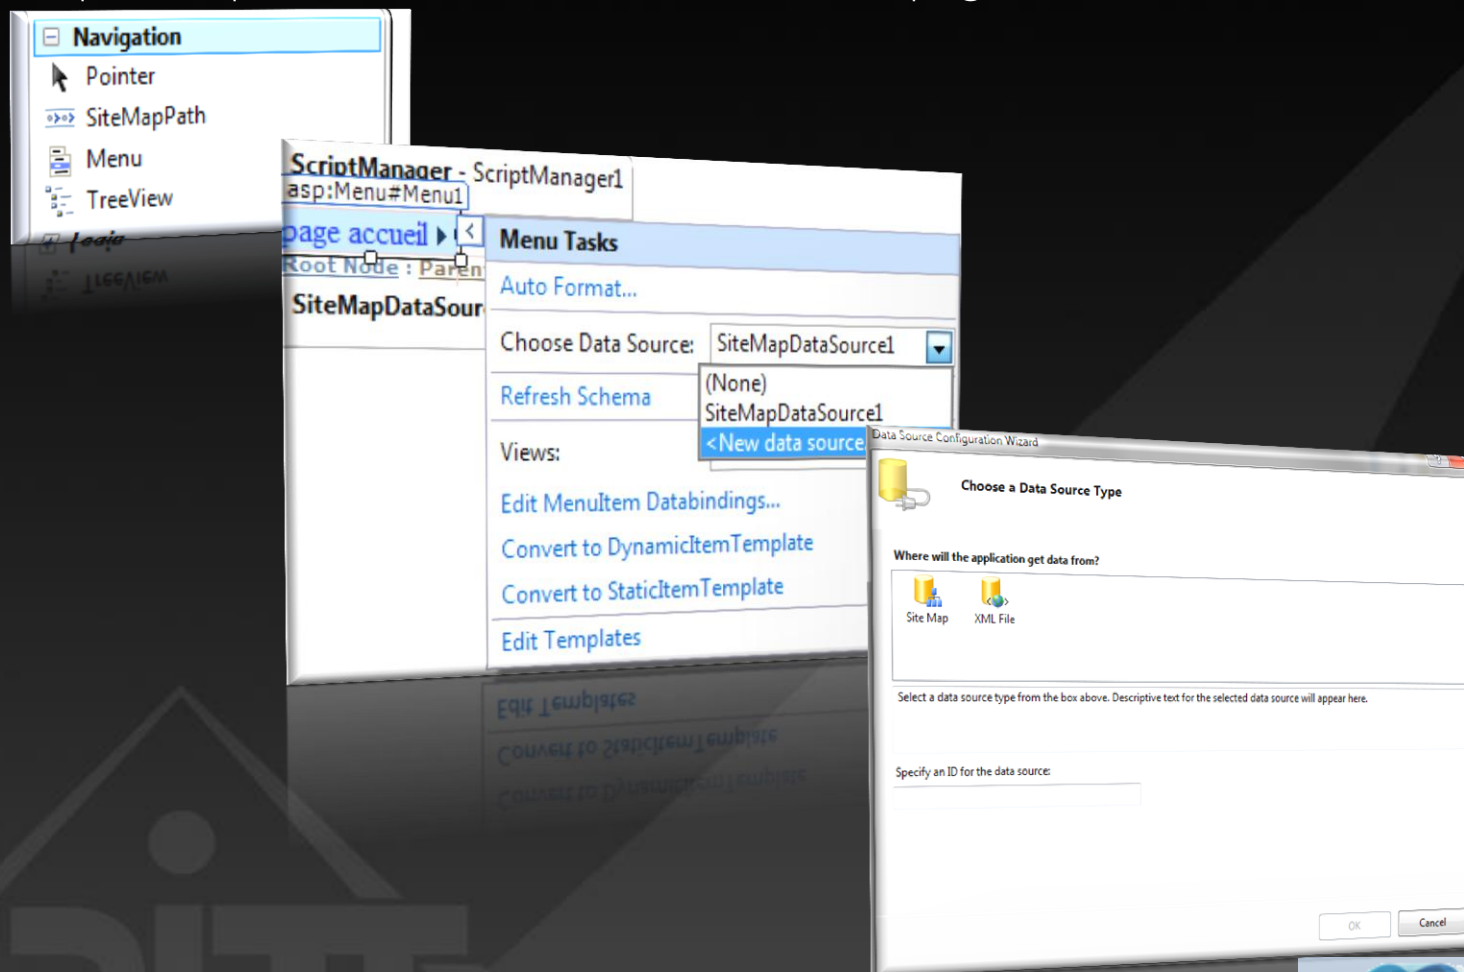 Navigation
Pointer
SiteMapPath
Menu
TreeView
ScriptManager - ScriptManager1
asp:Menu#Menu1
page accueil
Root Node : Paren
SiteMapDataSour
Menu Tasks
Auto Format...
Choose Data Source: SiteMapDataSource1
(None)
SiteMapDataSource1
<New data source
Refresh Schema
Views:
Edit MenuItem Databindings...
Convert to DynamicItemTemplate
Convert to StaticItemTemplate
Edit Templates
Data Source Configuration Wizard
Choose a Data Source Type
Where will the application get data from?
Site Map XML File
Select a data source type from the box above. Descriptive text for the selected data source will appear here.
Specify an ID for the data source:
OK Cancel